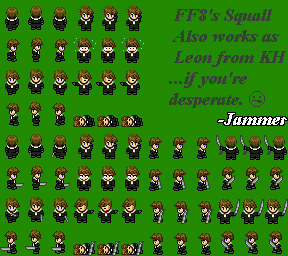 FF8's Squall
Also works as
Leon from KH
...if you're
desperate.
-Jammer